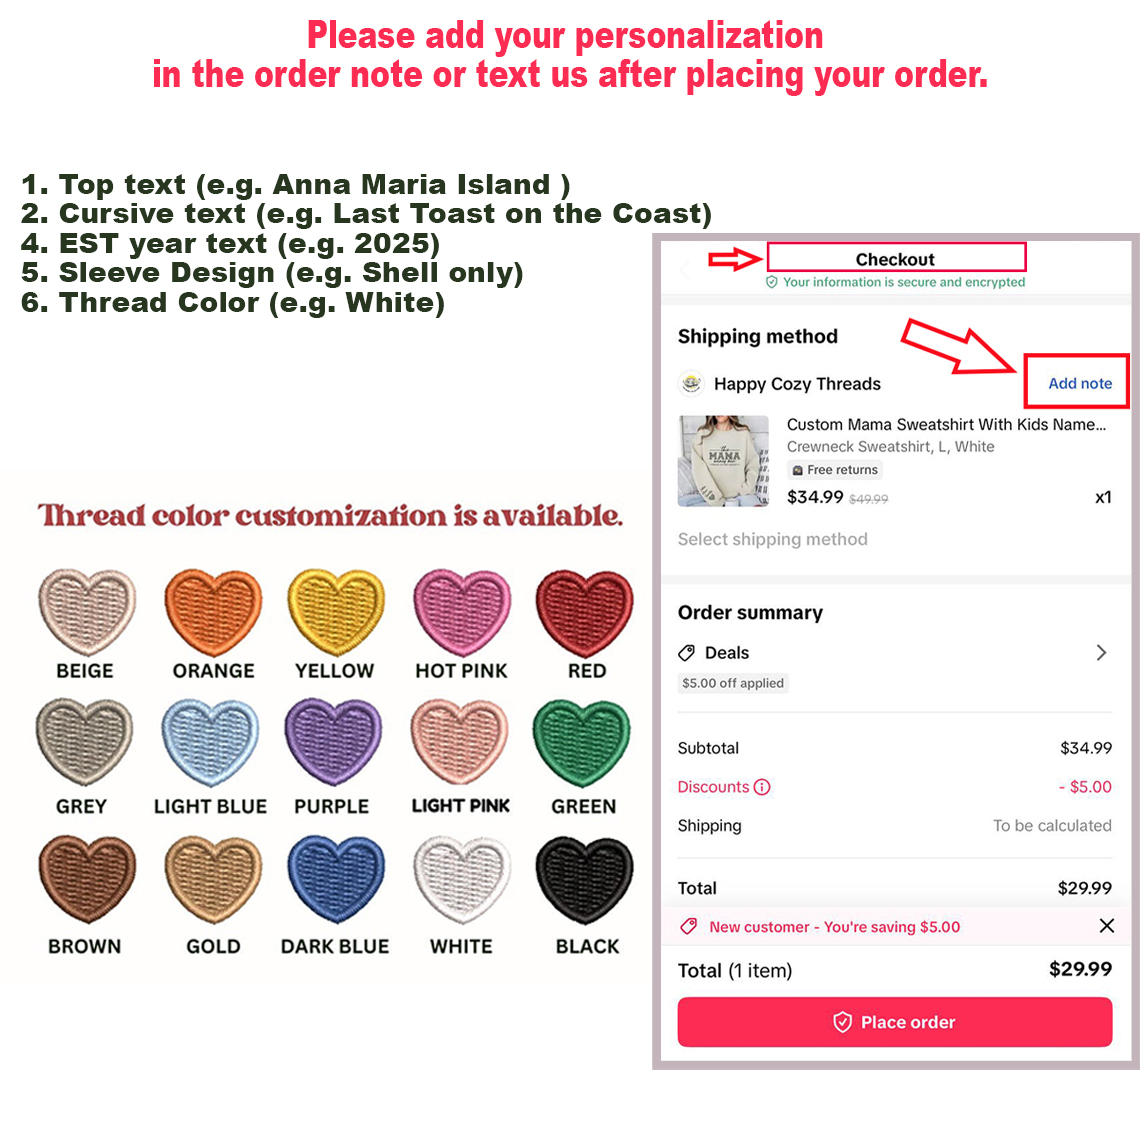 Please add your personalization
in the order note or text us after placing your order.
1. Top text (e.g. Anna Maria Island )
2. Cursive text (e.g. Last Toast on the Coast)
4. EST year text (e.g. 2025)
5. Sleeve Design (e.g. Shell only)
6. Thread Color (e.g. White)
Thread color customization is available.
BEIGE ORANGE YELLOW HOT PINK RED
GREY LIGHT BLUE PURPLE LIGHT PINK GREEN
BROWN GOLD DARK BLUE WHITE BLACK
Checkout
Your information is secure and encrypted
Shipping method
Happy Cozy Threads Add note
Custom Mama Sweatshirt With Kids Name...
Crewneck Sweatshirt, L, White
Free returns
$34.99 $49.99 x1
MAMA
Select shipping method
Order summary
Deals
$5.00 off applied
Subtotal $34.99
Discounts - $5.00
Shipping To be calculated
Total $29.99
New customer - You're saving $5.00
Total (1 item) $29.99
Place order